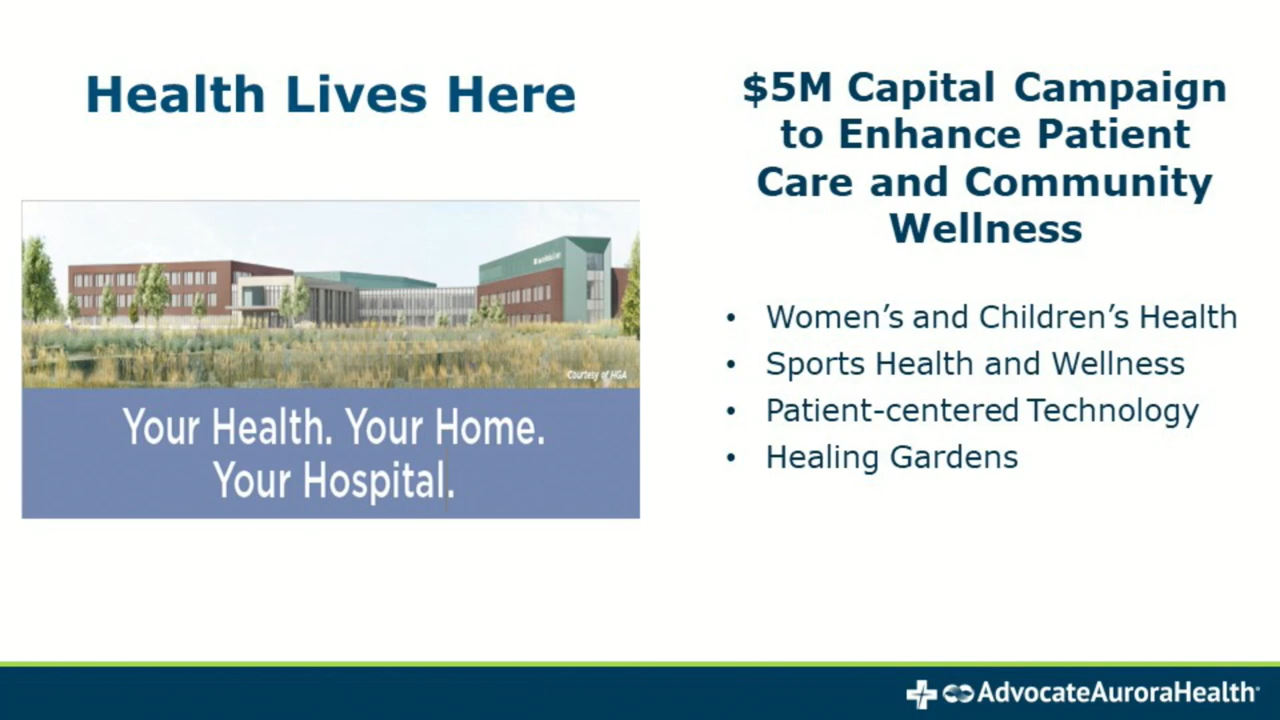 Health Lives Here
Courtesy of HGA
Your Health. Your Home.
Your Hospital.
$5M Capital Campaign
to Enhance Patient
Care and Community
Wellness
• Women’s and Children’s Health
• Sports Health and Wellness
• Patient-centered Technology
• Healing Gardens
AdvocateAuroraHealth